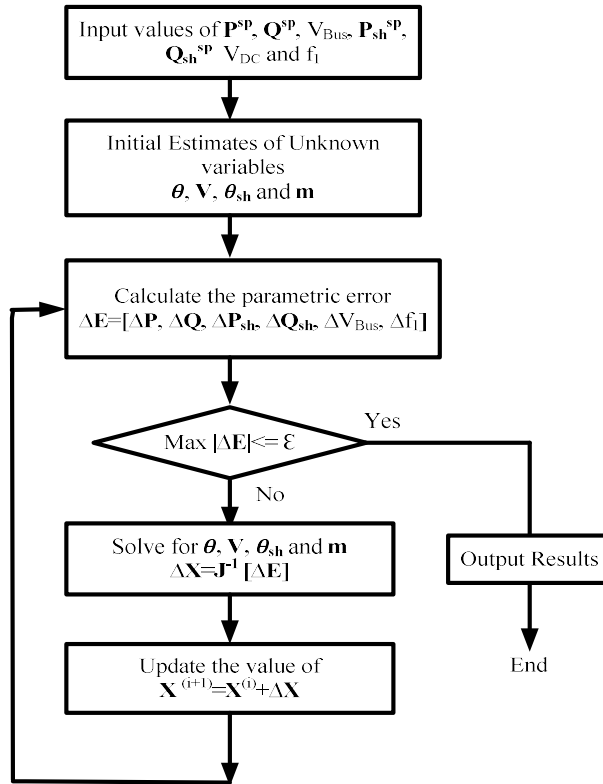 Input values of P^sp, Q^sp, V_Bus, P_sh^sp,
Q_sh^sp V_DC and f_1
Initial Estimates of Unknown
variables
θ, V, θ_sh and m
Calculate the parametric error
ΔE=[ΔP, ΔQ, ΔP_sh, ΔQ_sh, ΔV_Bus, Δf_1]
Max |ΔE|<= Ɛ
Yes
No
Solve for θ, V, θ_sh and m
ΔX=J^-1 [ΔE]
Output Results
Update the value of
X^(i+1)=X^(i)+ΔX
End